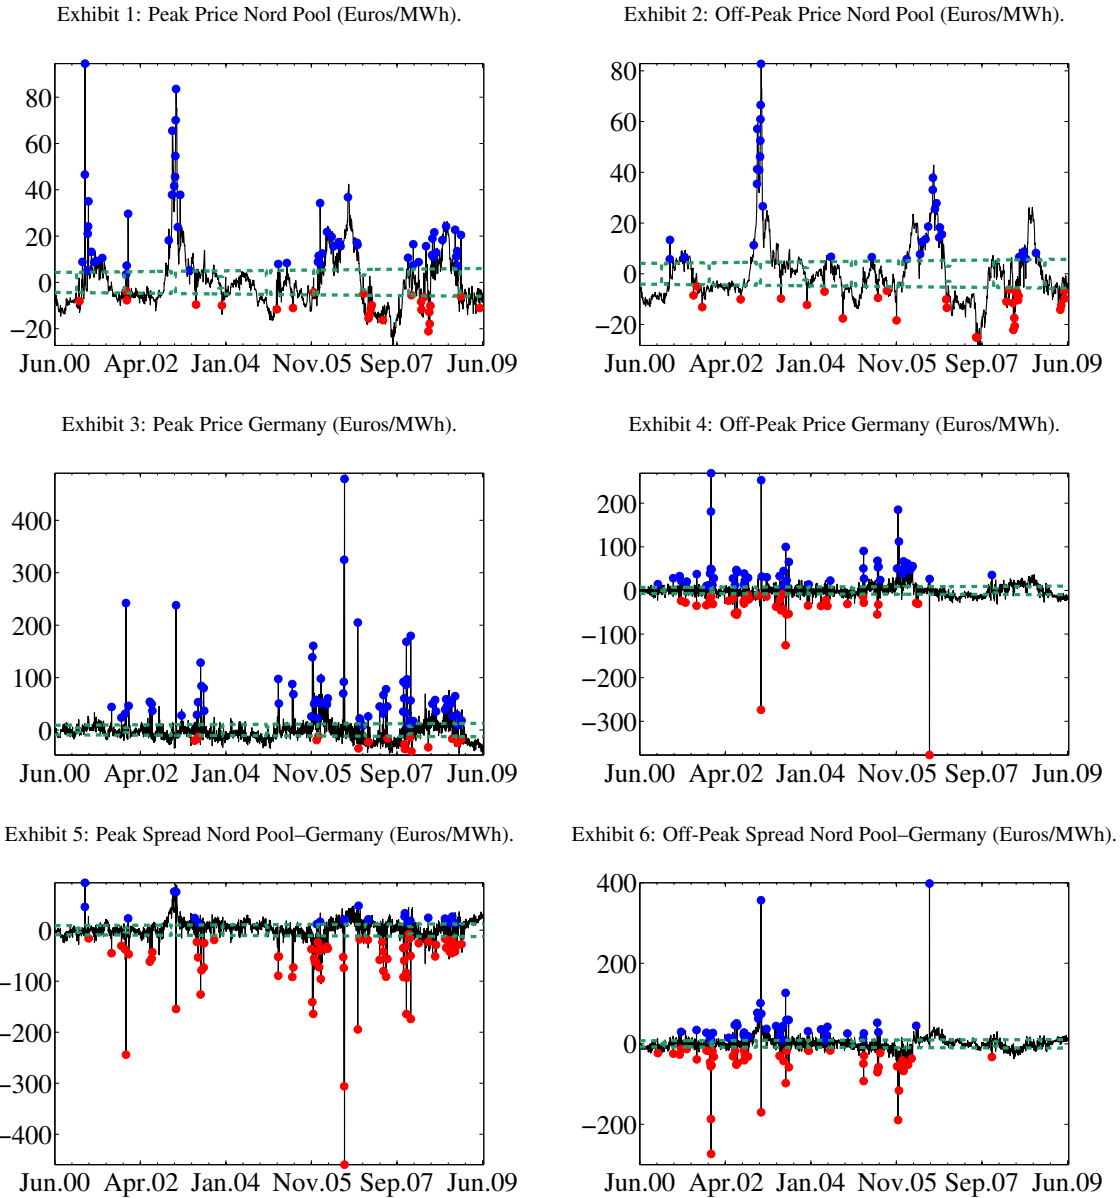 Exhibit 1: Peak Price Nord Pool (Euros/MWh).
80
60
40
20
0
−20
Jun.00 Apr.02 Jan.04 Nov.05 Sep.07 Jun.09
Exhibit 2: Off-Peak Price Nord Pool (Euros/MWh).
80
60
40
20
0
−20
Jun.00 Apr.02 Jan.04 Nov.05 Sep.07 Jun.09
Exhibit 3: Peak Price Germany (Euros/MWh).
400
300
200
100
0
Jun.00 Apr.02 Jan.04 Nov.05 Sep.07 Jun.09
Exhibit 4: Off-Peak Price Germany (Euros/MWh).
200
100
0
−100
−200
−300
Jun.00 Apr.02 Jan.04 Nov.05 Sep.07 Jun.09
Exhibit 5: Peak Spread Nord Pool–Germany (Euros/MWh).
0
−100
−200
−300
−400
Jun.00 Apr.02 Jan.04 Nov.05 Sep.07 Jun.09
Exhibit 6: Off-Peak Spread Nord Pool–Germany (Euros/MWh).
400
200
0
−200
Jun.00 Apr.02 Jan.04 Nov.05 Sep.07 Jun.09